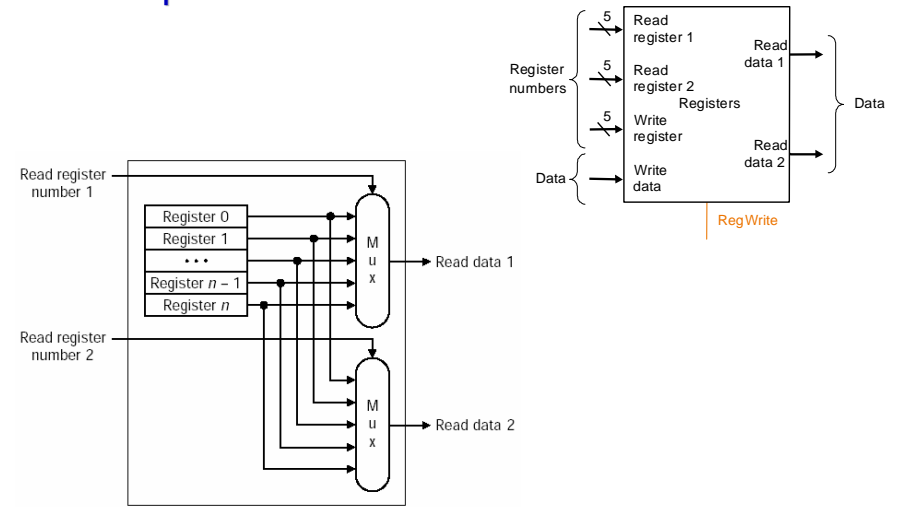 5
Read
register 1
5
Read
register 2
5
Write
register
Write
data
Registers
Read
data 1
Read
data 2
Register
numbers
Data
Data
RegWrite
Read register
number 1
Register 0
Register 1
• • •
Register n – 1
Register n
M
u
x
Read data 1
Read register
number 2
M
u
x
Read data 2